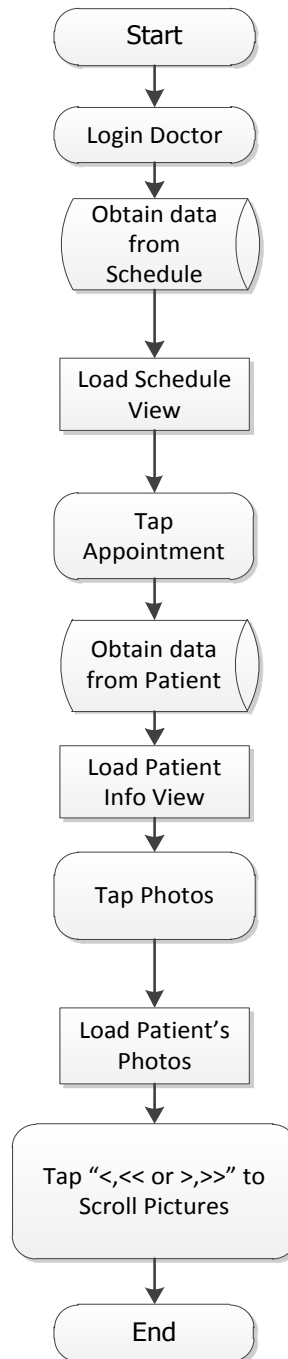 Start
Login Doctor
Obtain data
from
Schedule
Load Schedule
View
Tap
Appointment
Obtain data
from Patient
Load Patient
Info View
Tap Photos
Load Patient’s
Photos
Tap “<,<< or >,>>” to
Scroll Pictures
End